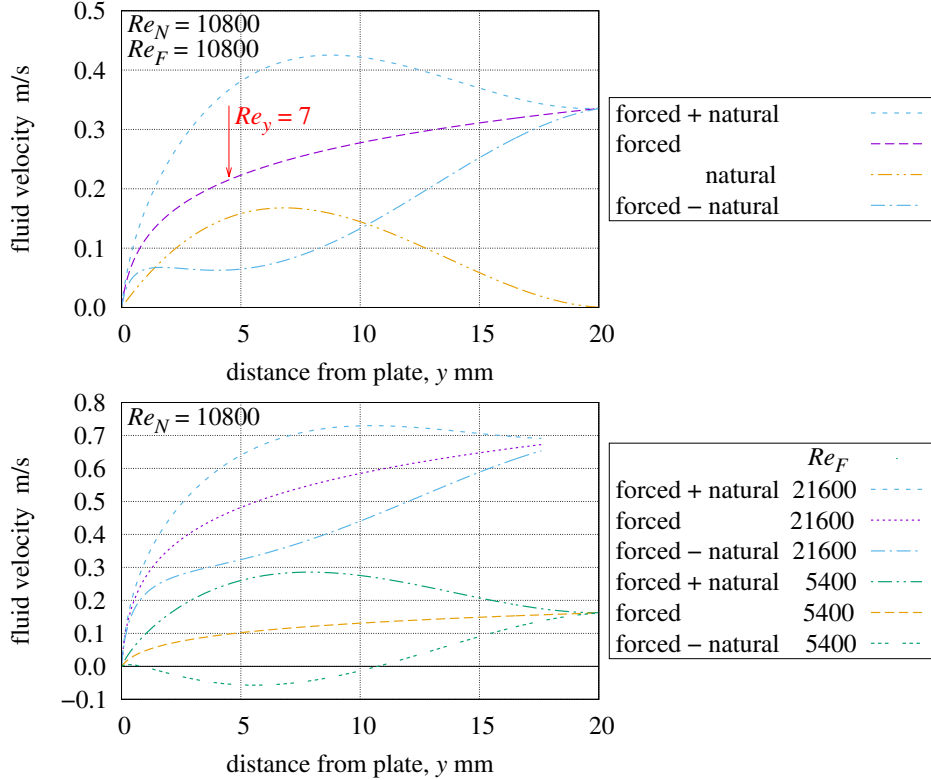 Re_N = 10800
Re_F = 10800
Re_y = 7
fluid velocity m/s
0.5
0.4
0.3
0.2
0.1
0.0
0 5 10 15 20
distance from plate, y mm
forced + natural
forced
natural
forced − natural
Re_N = 10800
fluid velocity m/s
0.8
0.7
0.6
0.5
0.4
0.3
0.2
0.1
0.0
−0.1
0 5 10 15 20
distance from plate, y mm
Re_F
forced + natural 21600
forced 21600
forced − natural 21600
forced + natural 5400
forced 5400
forced − natural 5400